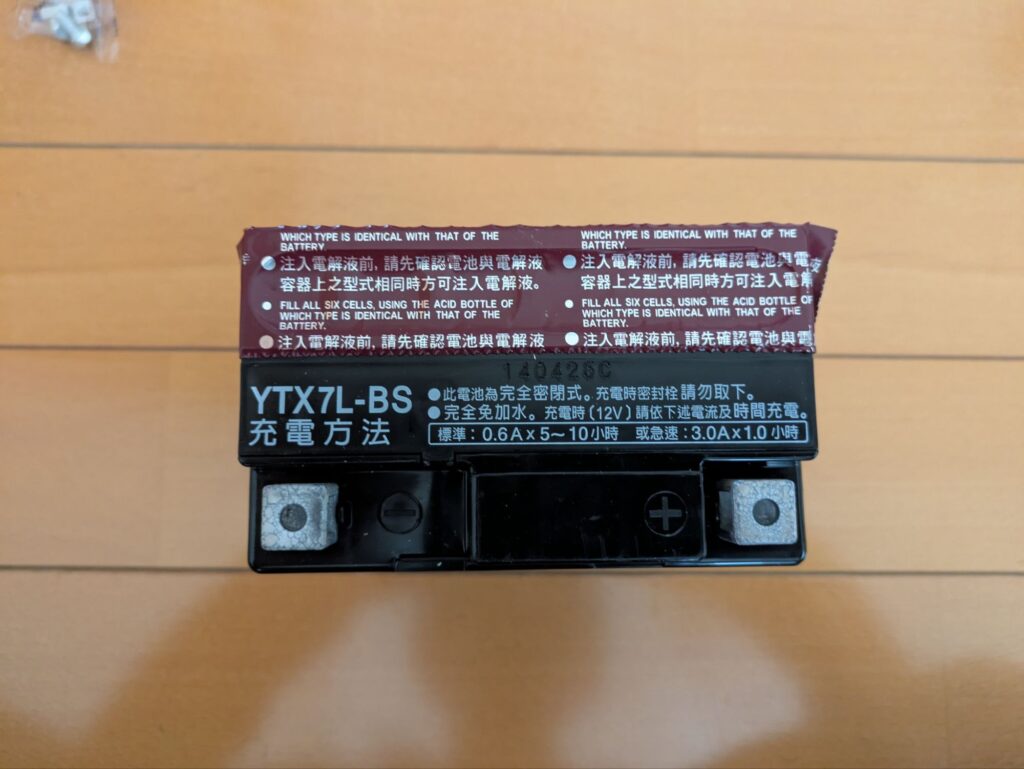 WHICH TYPE IS IDENTICAL WITH THAT OF THE
BATTERY.
●注入電解液前,請先確認電池與電解液
容器上之型式相同時方可注入電解液。
● FILL ALL SIX CELLS, USING THE ACID BOTTLE OF
WHICH TYPE IS IDENTICAL WITH THAT OF THE
BATTERY.
●注入電解液前,請先確認電池與電解液
WHICH TYPE IS IDENTICAL WITH THAT OF THE
BATTERY.
●注入電解液前,請先確認電池與電
容器上之型式相同時方可注入電解
● FILL ALL SIX CELLS, USING THE ACID BOTTLE OF
WHICH TYPE IS IDENTICAL WITH THAT OF THE
BATTERY.
●注入電解液前,請先確認電池與電
140425C
YTX7L-BS
充電方法
●此電池為完全密閉式。充電時密封栓請勿取下。
●完全免加水。充電時(12V)請依下述電流及時間充電。
標準:0.6A×5〜10小時 或急速:3.0A×1.0小時
− +